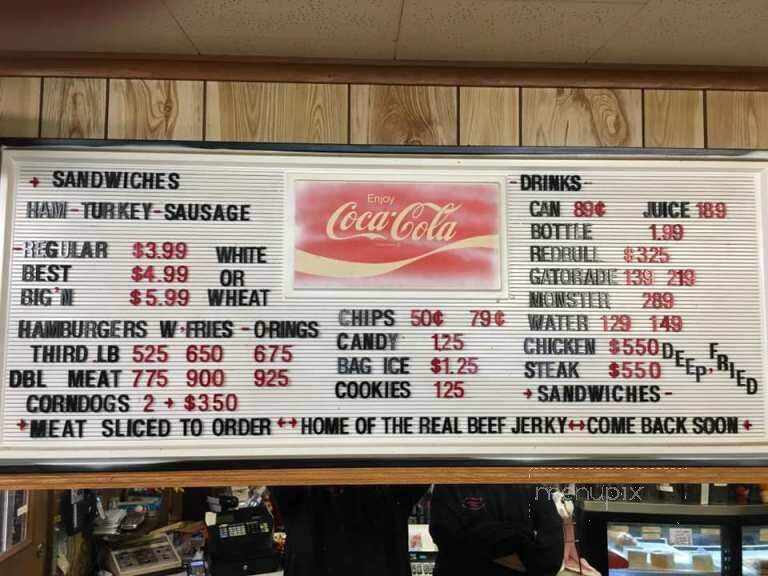 + SANDWICHES
HAM - TURKEY - SAUSAGE
-REGULAR $3.99 WHITE
BEST $4.99 OR
BIG'N $5.99 WHEAT
HAMBURGERS W·FRIES - O·RINGS
THIRD LB 525 650 675
DBL MEAT 775 900 925
CORNDOGS 2 + $350
Enjoy
Coca-Cola
CHIPS 50¢ 79¢
CANDY 1,25
BAG ICE $1.25
COOKIES 125
-DRINKS-
CAN 89¢ JUICE 189
BOTTLE 1.99
REDBULL $325
GATORADE 139 219
MONSTER 289
WATER 129 149
CHICKEN $550 DEEP, FRIED
STEAK $550
+ SANDWICHES -
+MEAT SLICED TO ORDER ↔ HOME OF THE REAL BEEF JERKY ↔ COME BACK SOON +
menupix